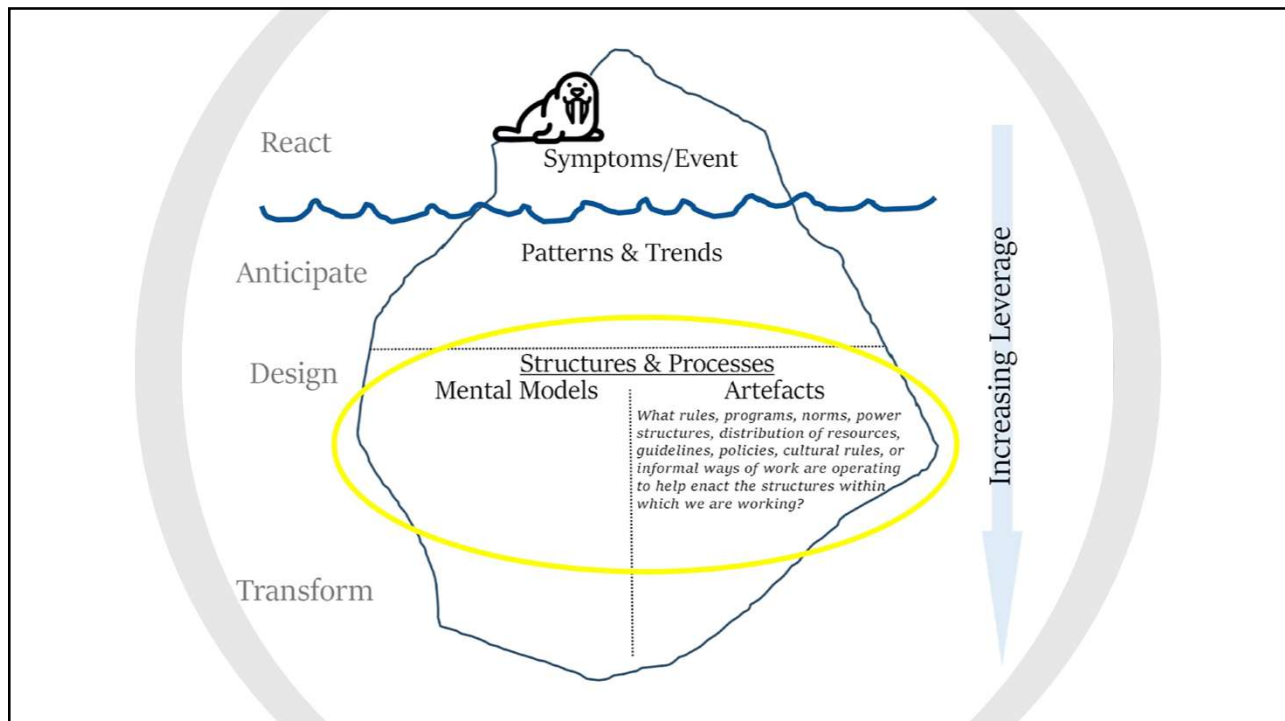 React
Symptoms/Event
Patterns & Trends
Anticipate
Design
Structures & Processes
Mental Models
Artefacts
What rules, programs, norms, power
structures, distribution of resources,
guidelines, policies, cultural rules, or
informal ways of work are operating
to help enact the structures within
which we are working?
Transform
Increasing Leverage